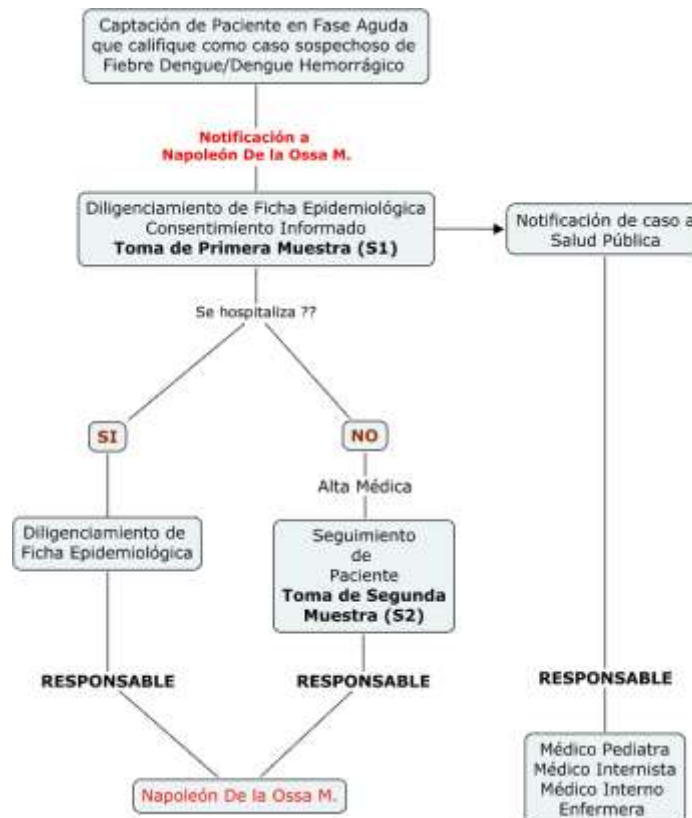 Captación de Paciente en Fase Aguda
que califique como caso sospechoso de
Fiebre Dengue/Dengue Hemorrágico
Notificación a
Napoleón De la Ossa M.
Diligenciamiento de Ficha Epidemiológica
Consentimiento Informado
Toma de Primera Muestra (S1)
Notificación de caso a
Salud Pública
Se hospitaliza ??
SI
NO
Alta Médica
Diligenciamiento de
Ficha Epidemiológica
Seguimiento
de
Paciente
Toma de Segunda
Muestra (S2)
RESPONSABLE
RESPONSABLE
RESPONSABLE
Napoleón De la Ossa M.
Médico Pediatra
Médico Internista
Médico Interno
Enfermera